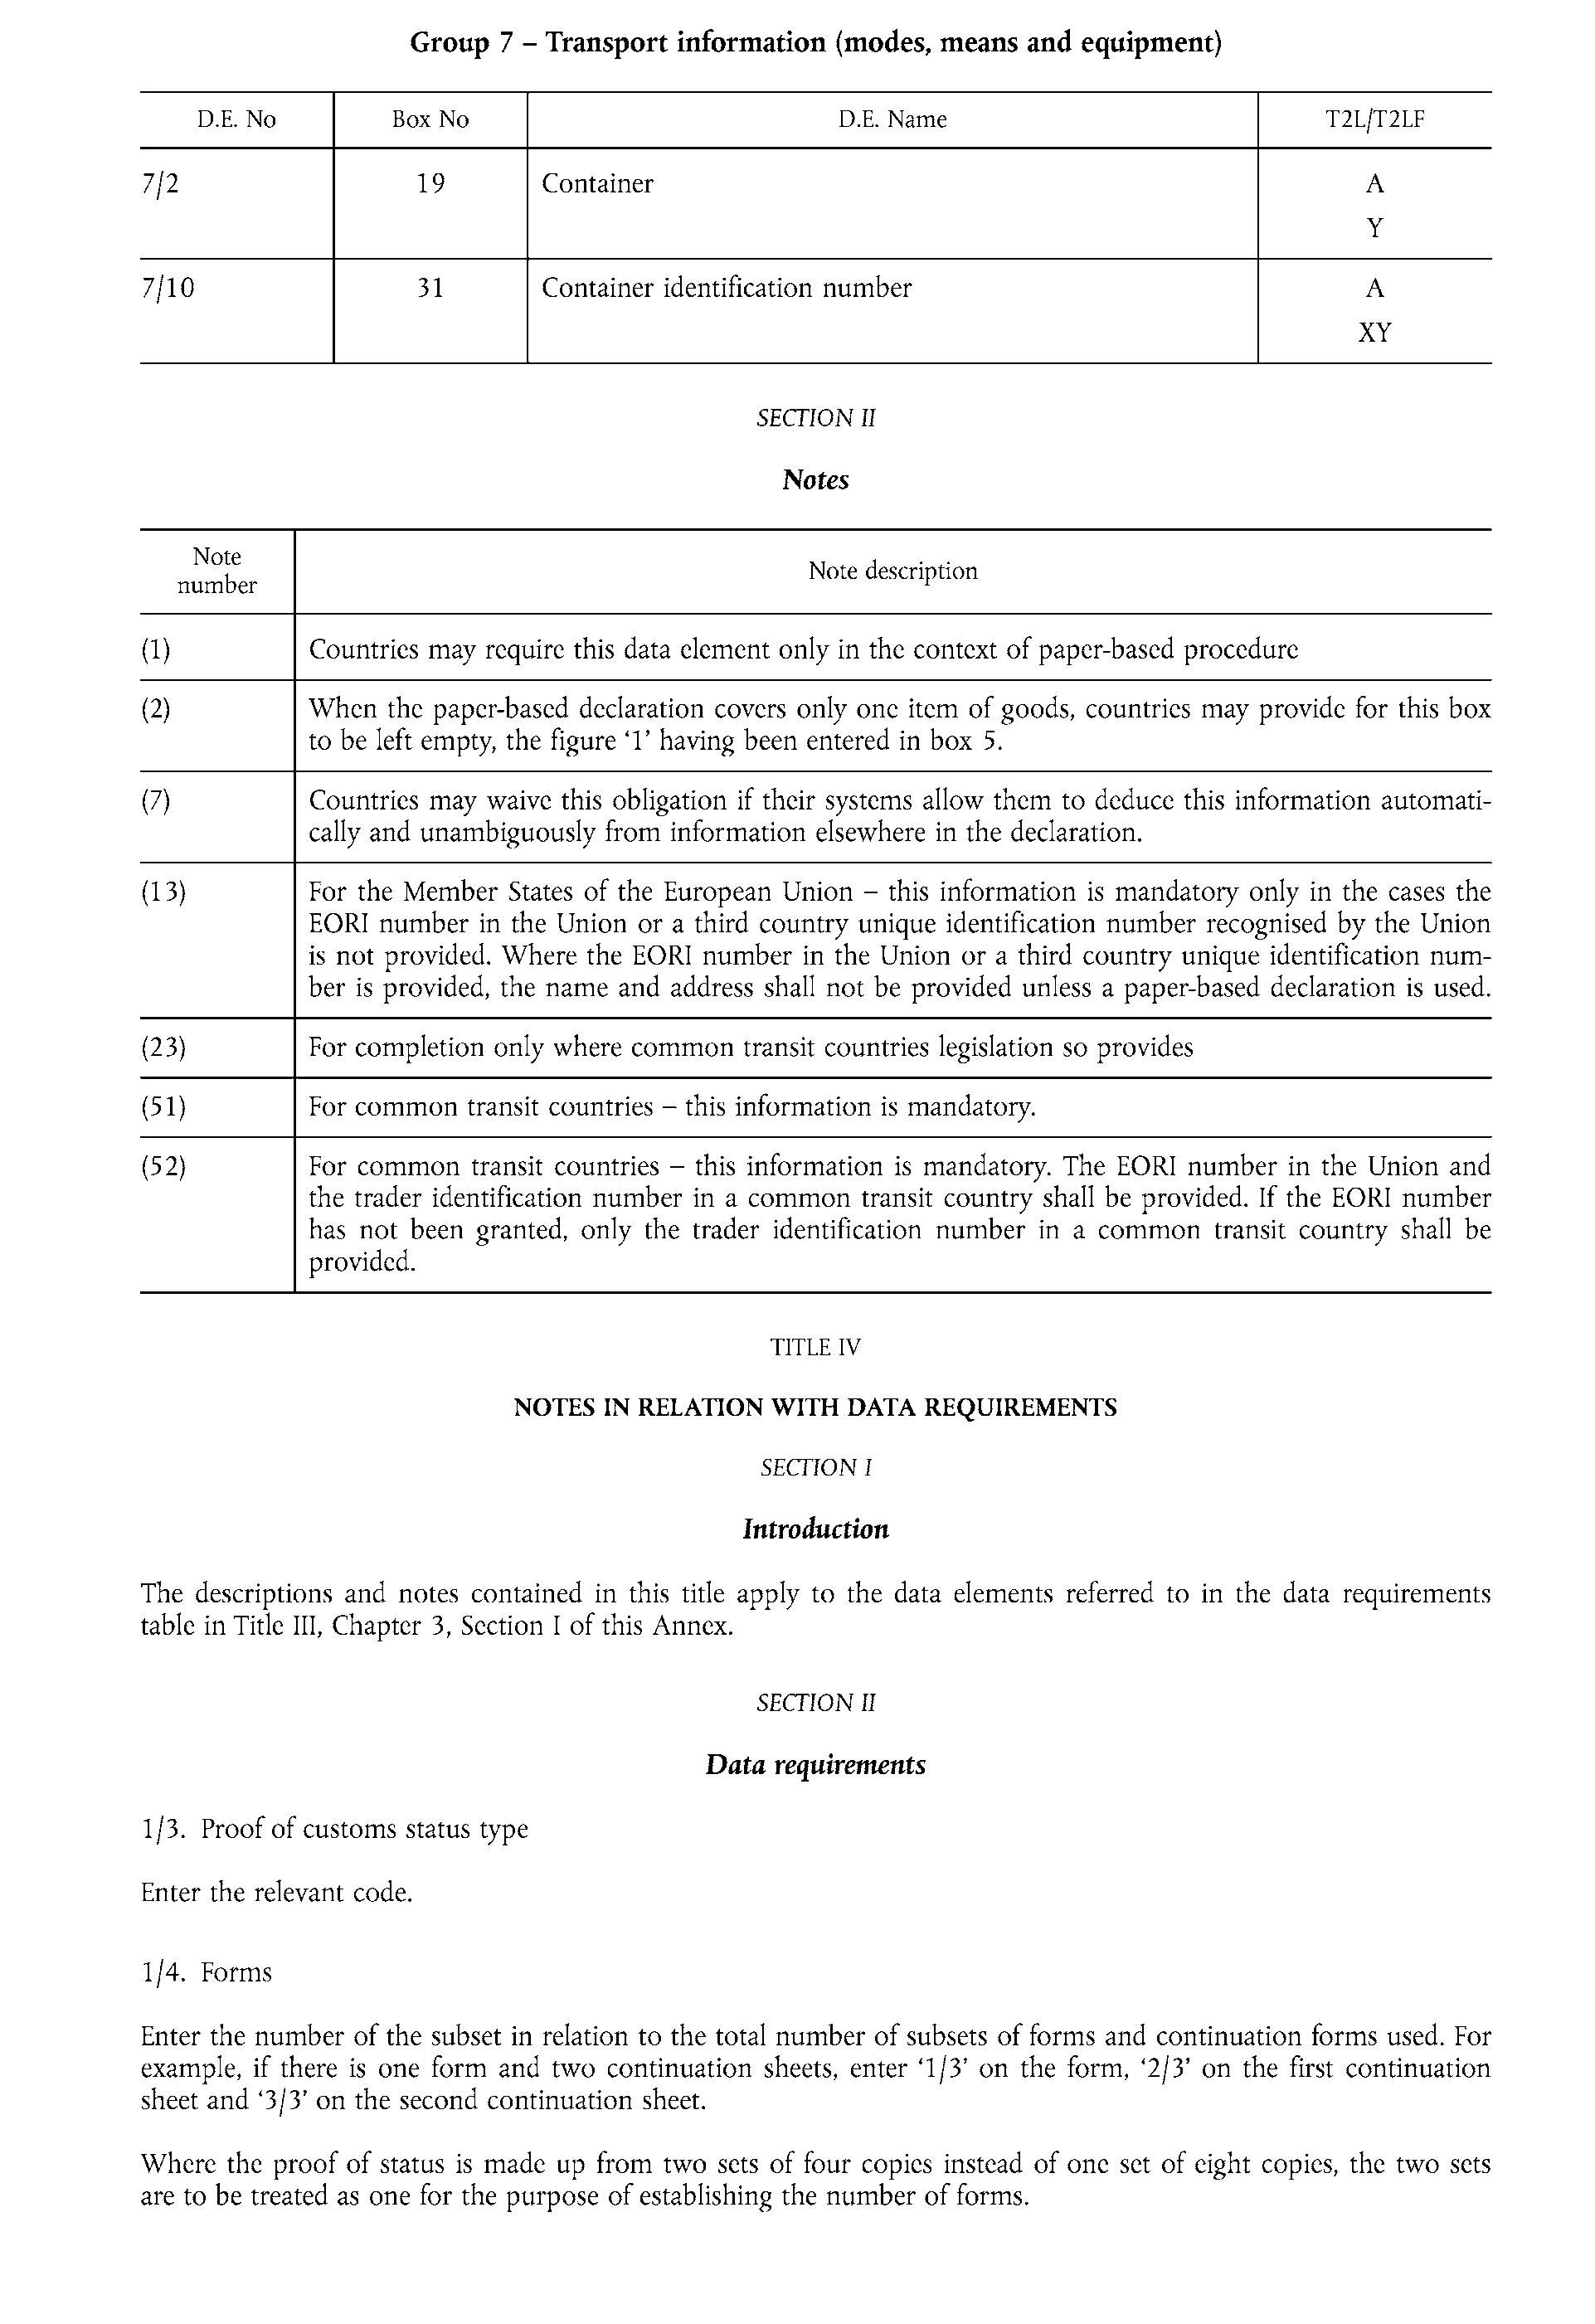 Group 7 – Transport information (modes, means and equipment)
D.E. No Box No D.E. Name T2L/T2LF
7/2 19 Container A
Y
7/10 31 Container identification number A
XY
SECTION II
Notes
Note
number
Note description
(1) Countries may require this data element only in the context of paper-based procedure
(2) When the paper-based declaration covers only one item of goods, countries may provide for this box
to be left empty, the figure ‘1’ having been entered in box 5.
(7) Countries may waive this obligation if their systems allow them to deduce this information automati-
cally and unambiguously from information elsewhere in the declaration.
(13) For the Member States of the European Union – this information is mandatory only in the cases the
EORI number in the Union or a third country unique identification number recognised by the Union
is not provided. Where the EORI number in the Union or a third country unique identification num-
ber is provided, the name and address shall not be provided unless a paper-based declaration is used.
(23) For completion only where common transit countries legislation so provides
(51) For common transit countries – this information is mandatory.
(52) For common transit countries – this information is mandatory. The EORI number in the Union and
the trader identification number in a common transit country shall be provided. If the EORI number
has not been granted, only the trader identification number in a common transit country shall be
provided.
TITLE IV
NOTES IN RELATION WITH DATA REQUIREMENTS
SECTION I
Introduction
The descriptions and notes contained in this title apply to the data elements referred to in the data requirements
table in Title III, Chapter 3, Section I of this Annex.
SECTION II
Data requirements
1/3. Proof of customs status type
Enter the relevant code.
1/4. Forms
Enter the number of the subset in relation to the total number of subsets of forms and continuation forms used. For
example, if there is one form and two continuation sheets, enter ‘1/3’ on the form, ‘2/3’ on the first continuation
sheet and ‘3/3’ on the second continuation sheet.
Where the proof of status is made up from two sets of four copies instead of one set of eight copies, the two sets
are to be treated as one for the purpose of establishing the number of forms.